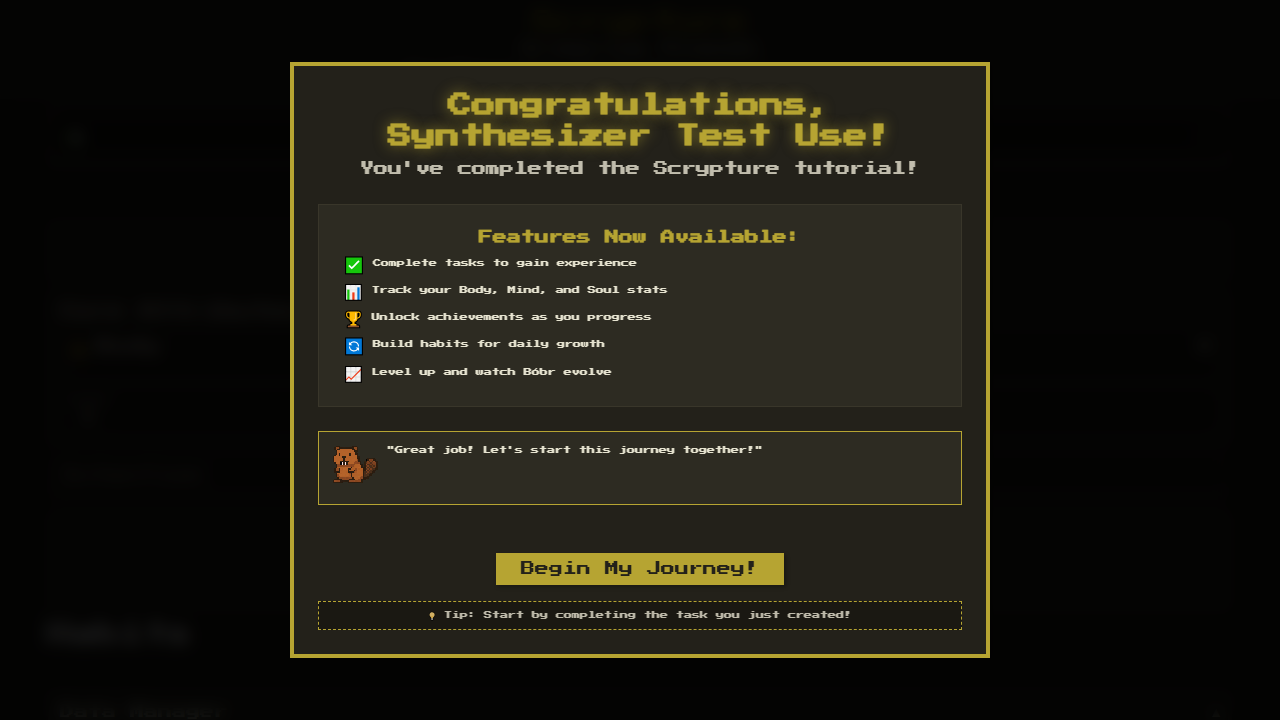 Congratulations,
Synthesizer Test Use!
You've completed the Scrypture tutorial!
Features Now Available:
Complete tasks to gain experience
Track your Body, Mind, and Soul stats
Unlock achievements as you progress
Build habits for daily growth
Level up and watch Bóbr evolve
"Great job! Let's start this journey together!"
Begin My Journey!
Tip: Start by completing the task you just created!
Habits